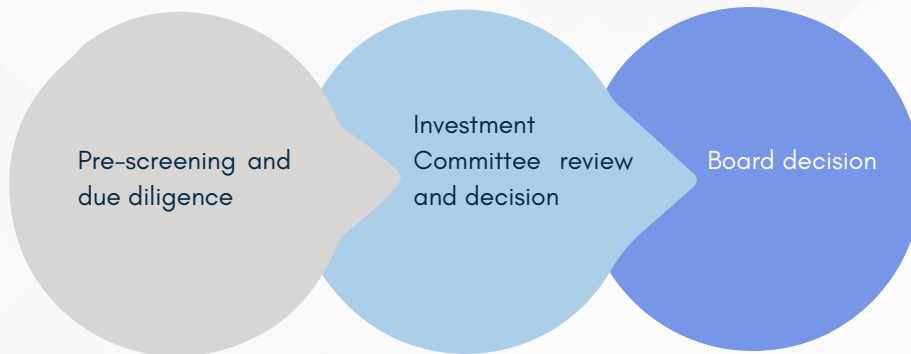 Pre-screening and
due diligence
Investment
Committee review
and decision
Board decision